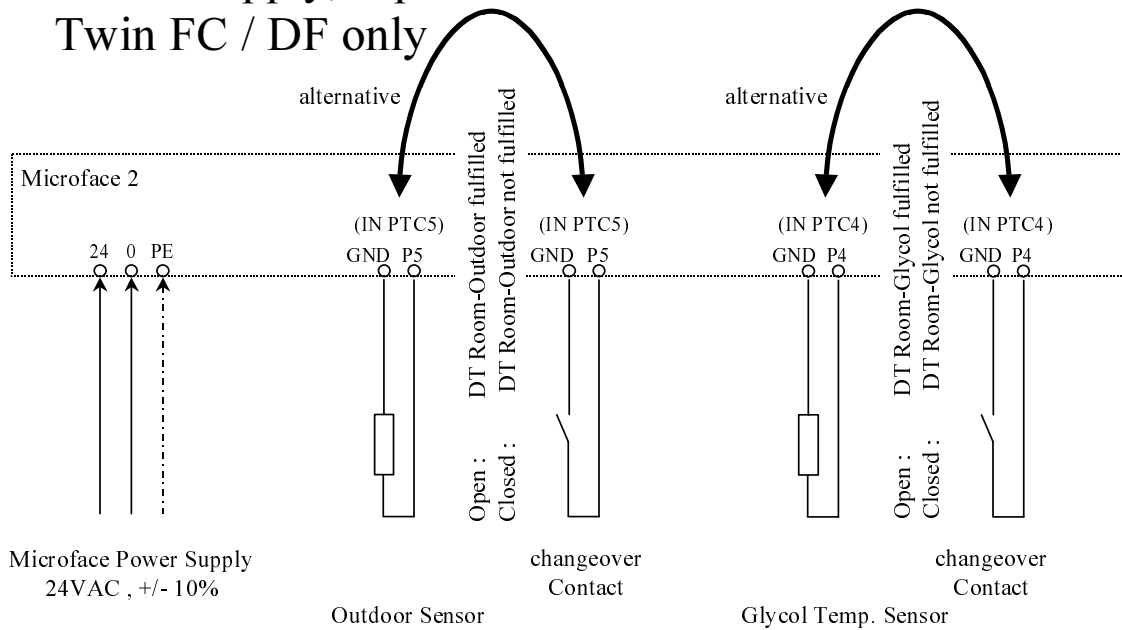 Twin FC / DF only
alternative
alternative
Microface 2
(IN PTC5)
(IN PTC5)
(IN PTC4)
(IN PTC4)
24 0 PE
GND P5
GND P5
GND P4
GND P4
Open : DT Room-Outdoor fulfilled
Closed : DT Room-Outdoor not fulfilled
Open : DT Room-Glycol fulfilled
Closed : DT Room-Glycol not fulfilled
Microface Power Supply
24VAC , +/- 10%
changeover
Contact
changeover
Contact
Outdoor Sensor
Glycol Temp. Sensor